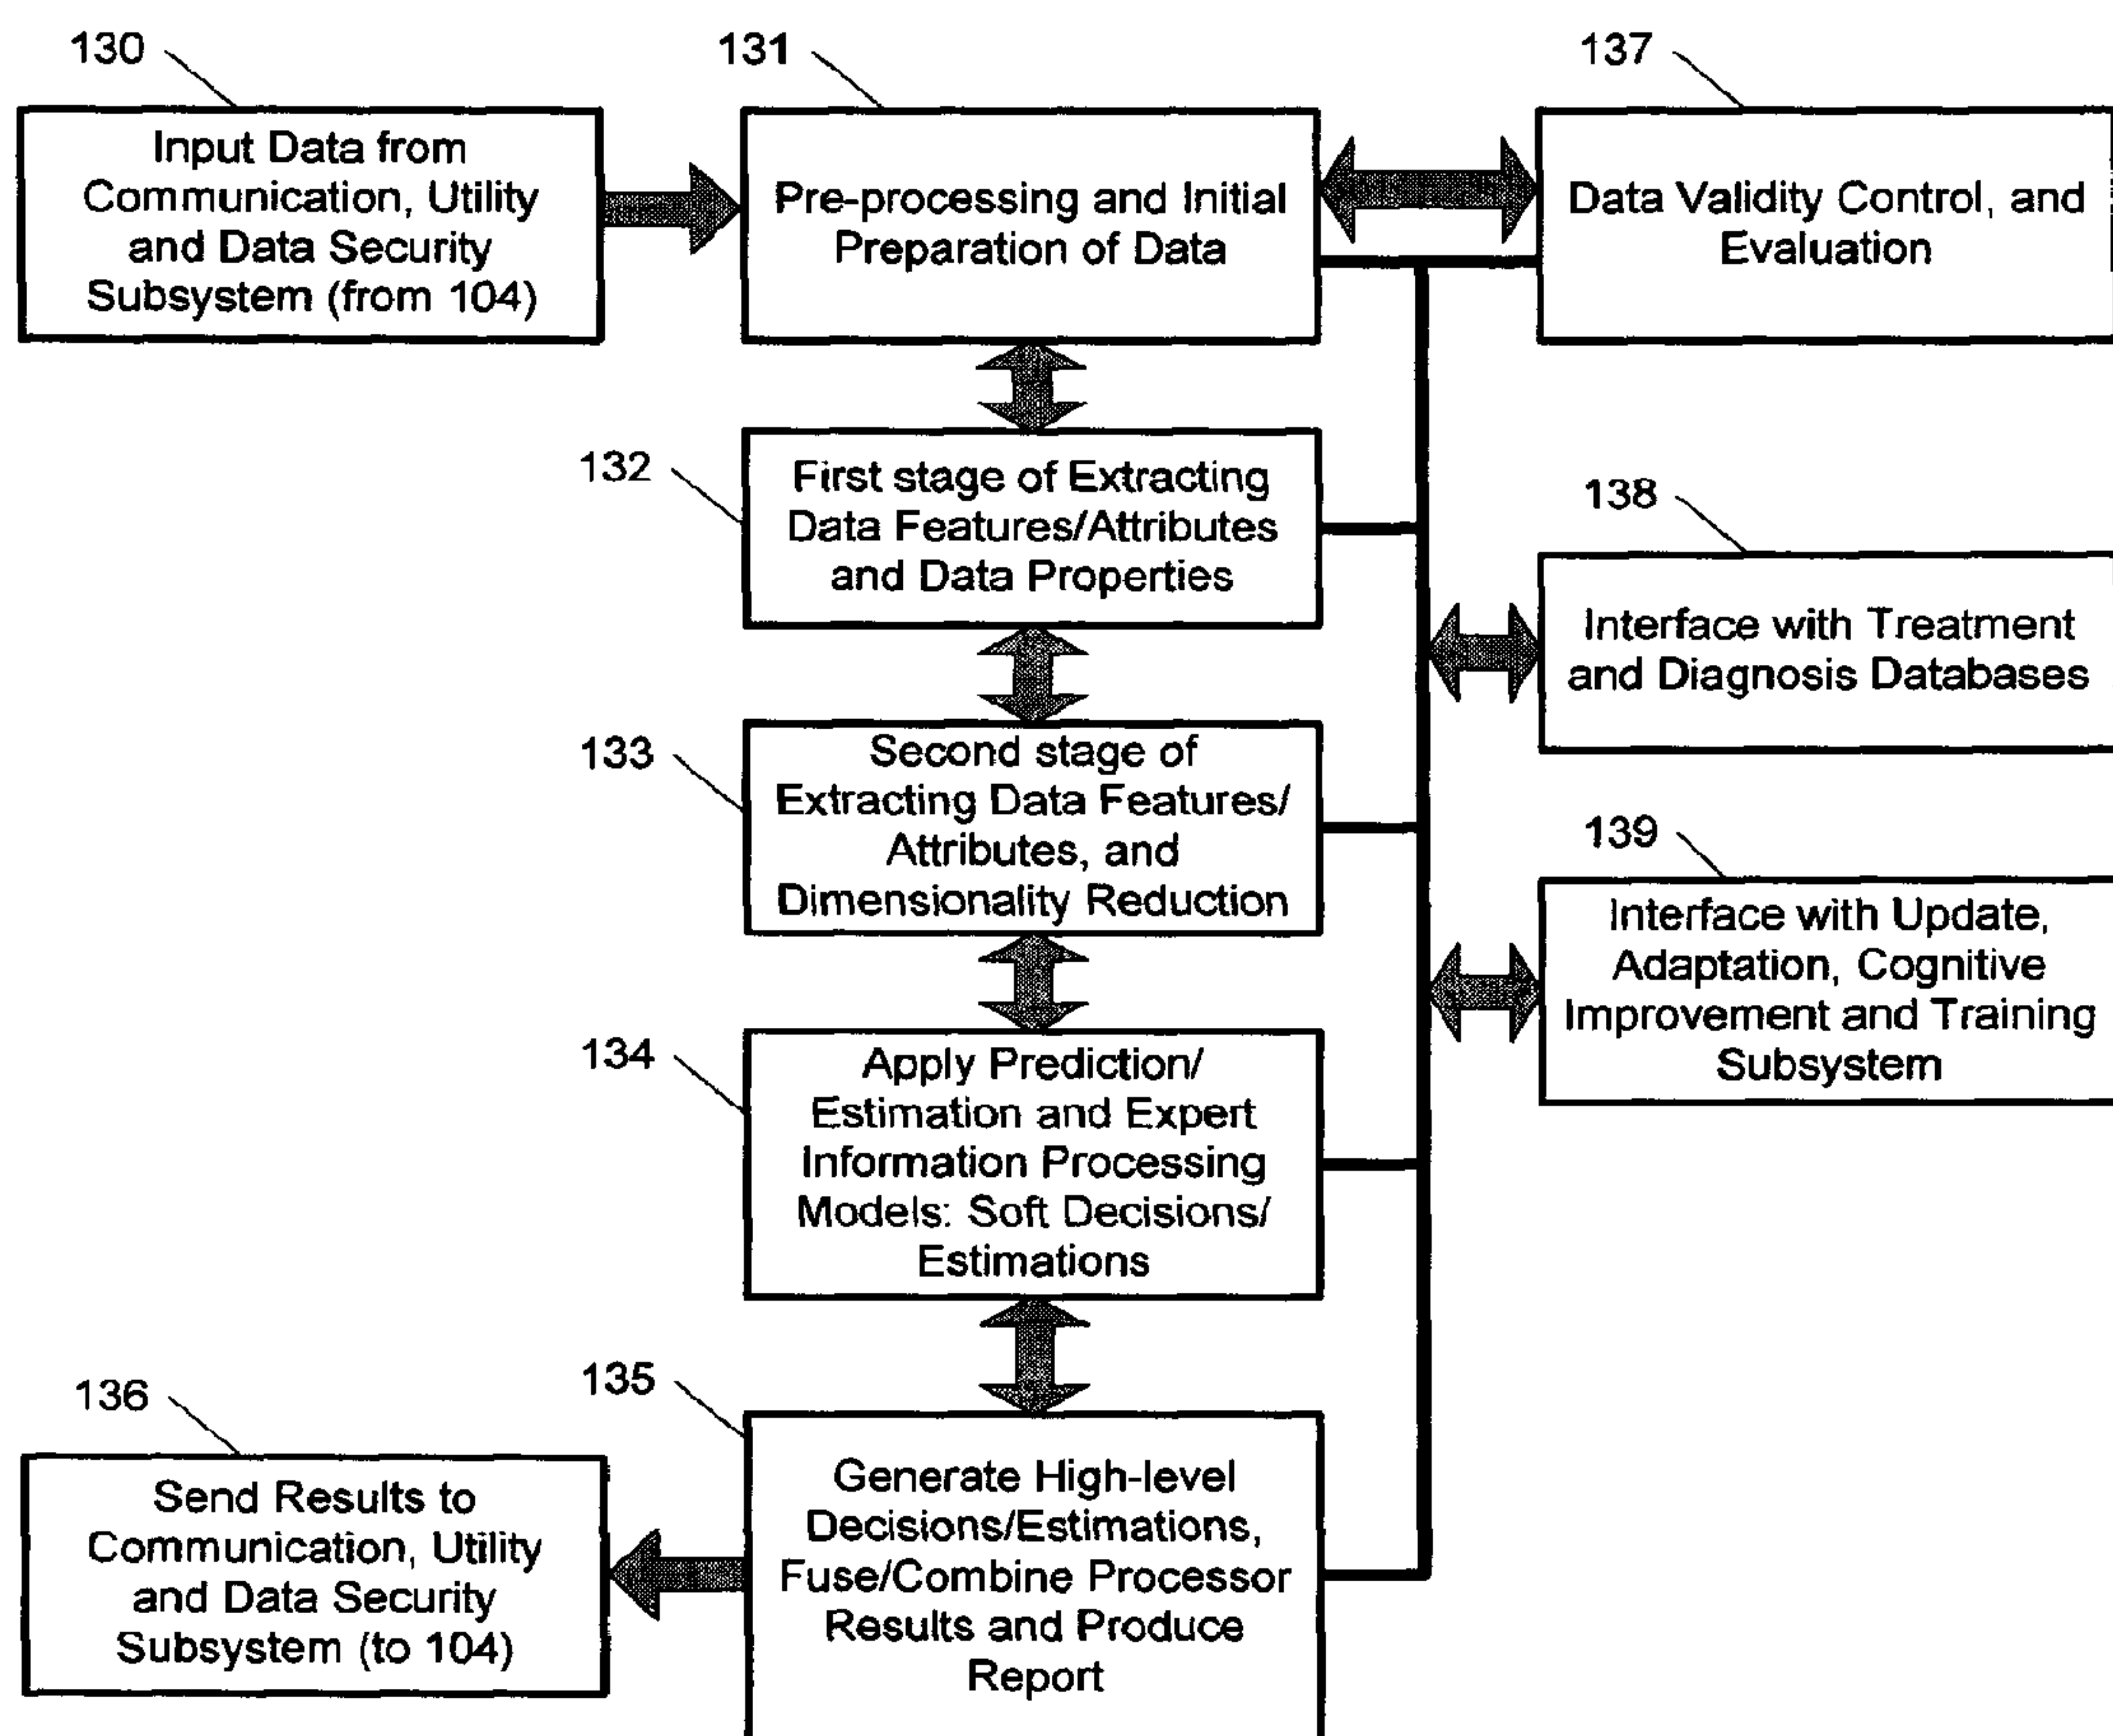 130
Input Data from
Communication, Utility
and Data Security
Subsystem (from 104)
131
Pre-processing and Initial
Preparation of Data
137
Data Validity Control, and
Evaluation
132
First stage of Extracting
Data Features/Attributes
and Data Properties
138
Interface with Treatment
and Diagnosis Databases
133
Second stage of
Extracting Data Features/
Attributes, and
Dimensionality Reduction
139
Interface with Update,
Adaptation, Cognitive
Improvement and Training
Subsystem
134
Apply Prediction/
Estimation and Expert
Information Processing
Models: Soft Decisions/
Estimations
135
Generate High-level
Decisions/Estimations,
Fuse/Combine Processor
Results and Produce
Report
136
Send Results to
Communication, Utility
and Data Security
Subsystem (to 104)